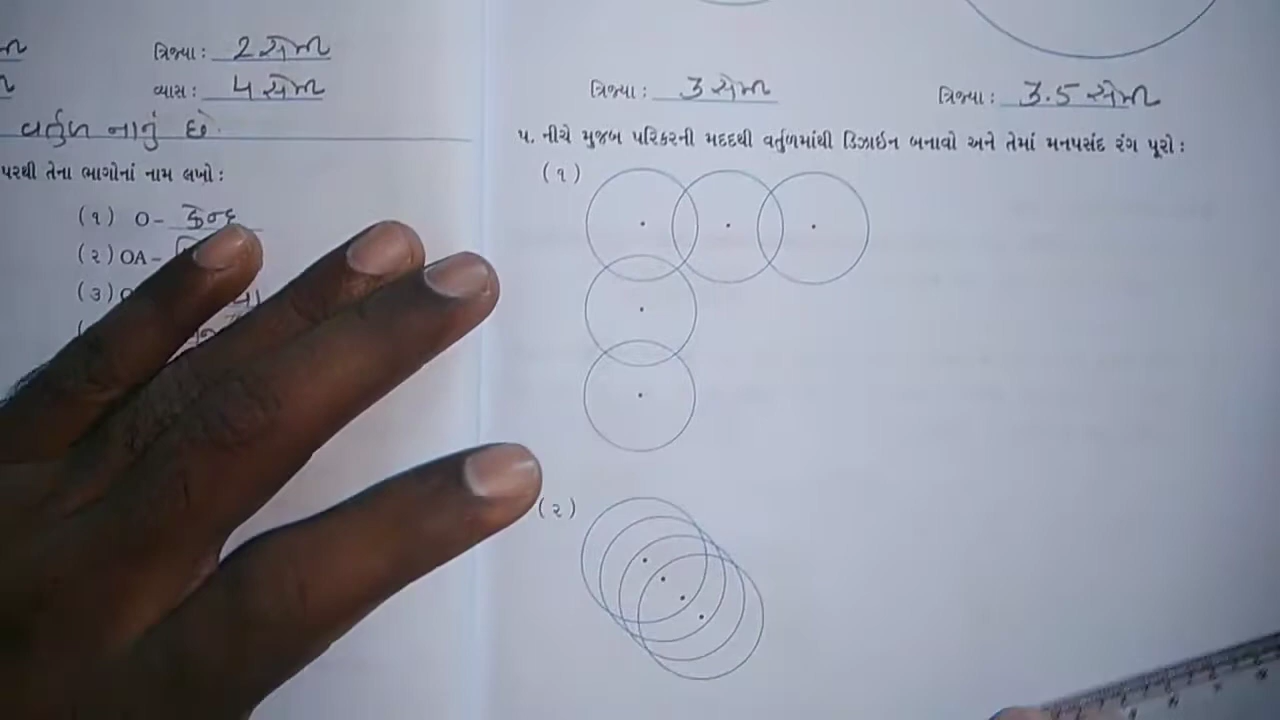 ત્રિજ્યા : 2 સેમી
વ્યાસ : 4 સેમી
વર્તુળ નાનું છે.
પરથી તેના ભાગોનાં નામ લખો :
(૧) O- કેન્દ્ર
(૨) OA-
(૩)
ત્રિજ્યા : 3 સેમી
ત્રિજ્યા : 3.5 સેમી
૫. નીચે મુજબ પરિકરની મદદથી વર્તુળમાંથી ડિઝાઇન બનાવો અને તેમાં મનપસંદ રંગ પૂરો :
(૧)
(૨)